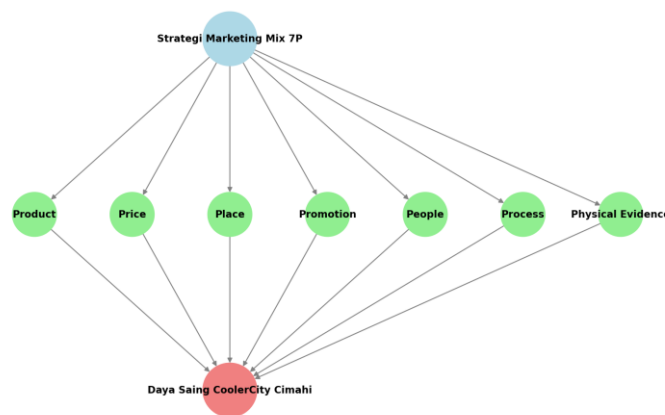 Strategi Marketing Mix 7P
Product
Price
Place
Promotion
People
Process
Physical Evidence
Daya Saing CoolerCity Cimahi